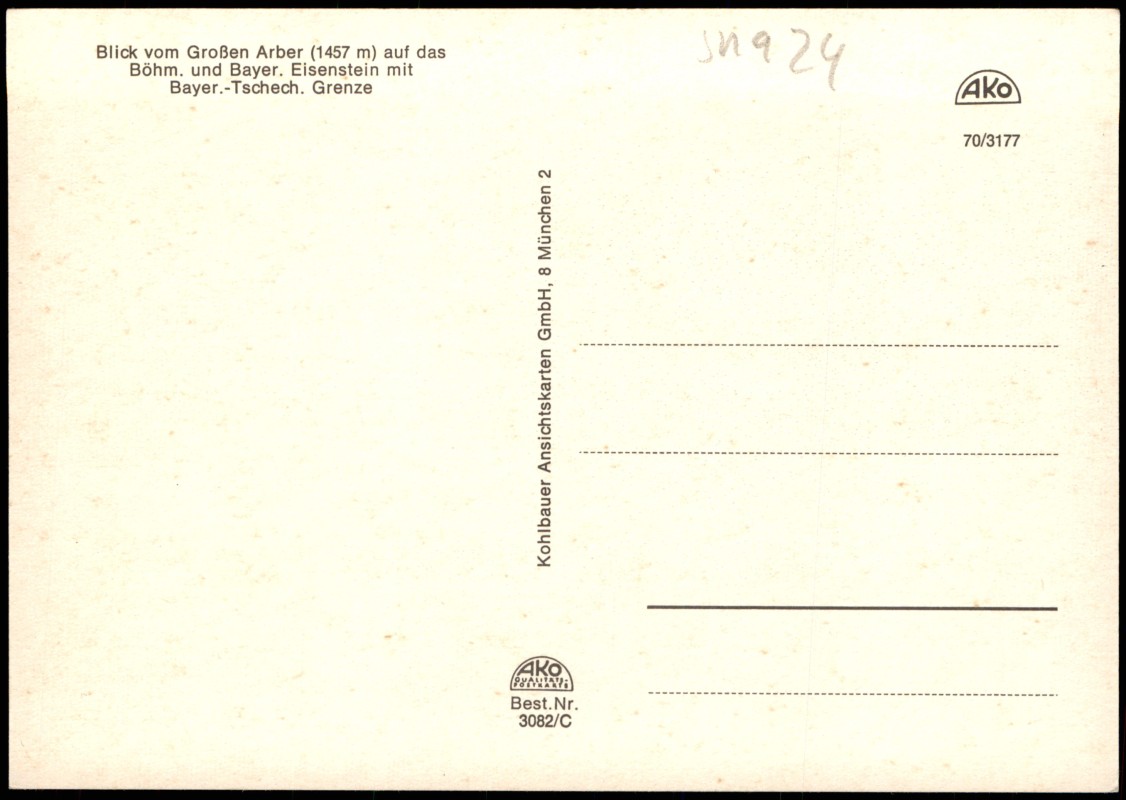 Blick vom Großen Arber (1457 m) auf das
Böhm. und Bayer. Eisenstein mit
Bayer.-Tschech. Grenze
AKO
70/3177
Kohlbauer Ansichtskarten GmbH, 8 München 2
AKO
QUALITÄTS-
POSTKARTE
Best.Nr.
3082/C